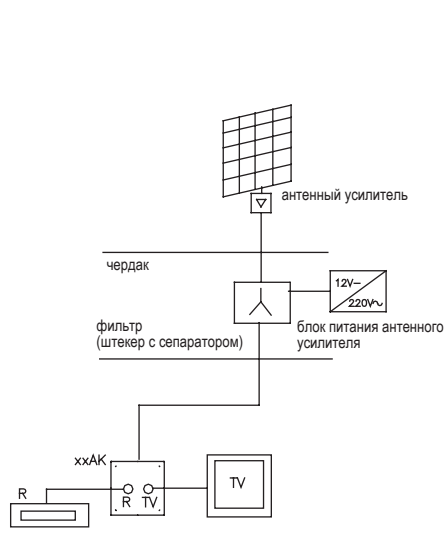 антенный усилитель
чердак
12V–
220V~
фильтр
(штекер с сепаратором)
блок питания антенного
усилителя
xxAK
R TV
TV
R